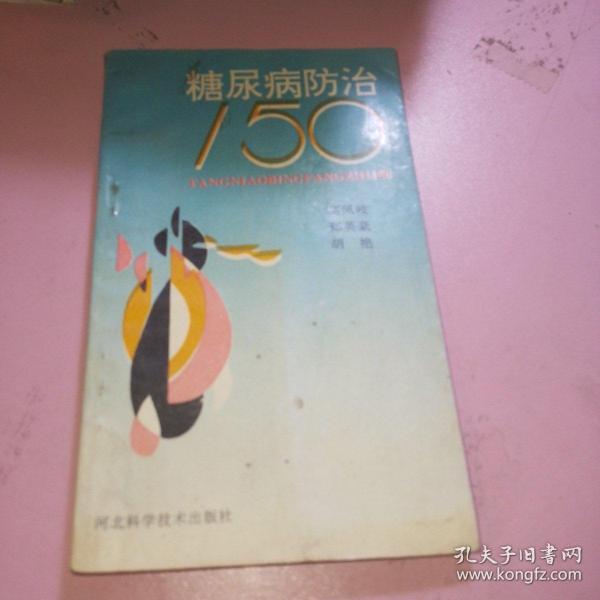 糖尿病防治
150
TANGNIAOBINGFANGZHI150
胡 艳
河北科学技术出版社
孔夫子旧书网
www.kongfz.com